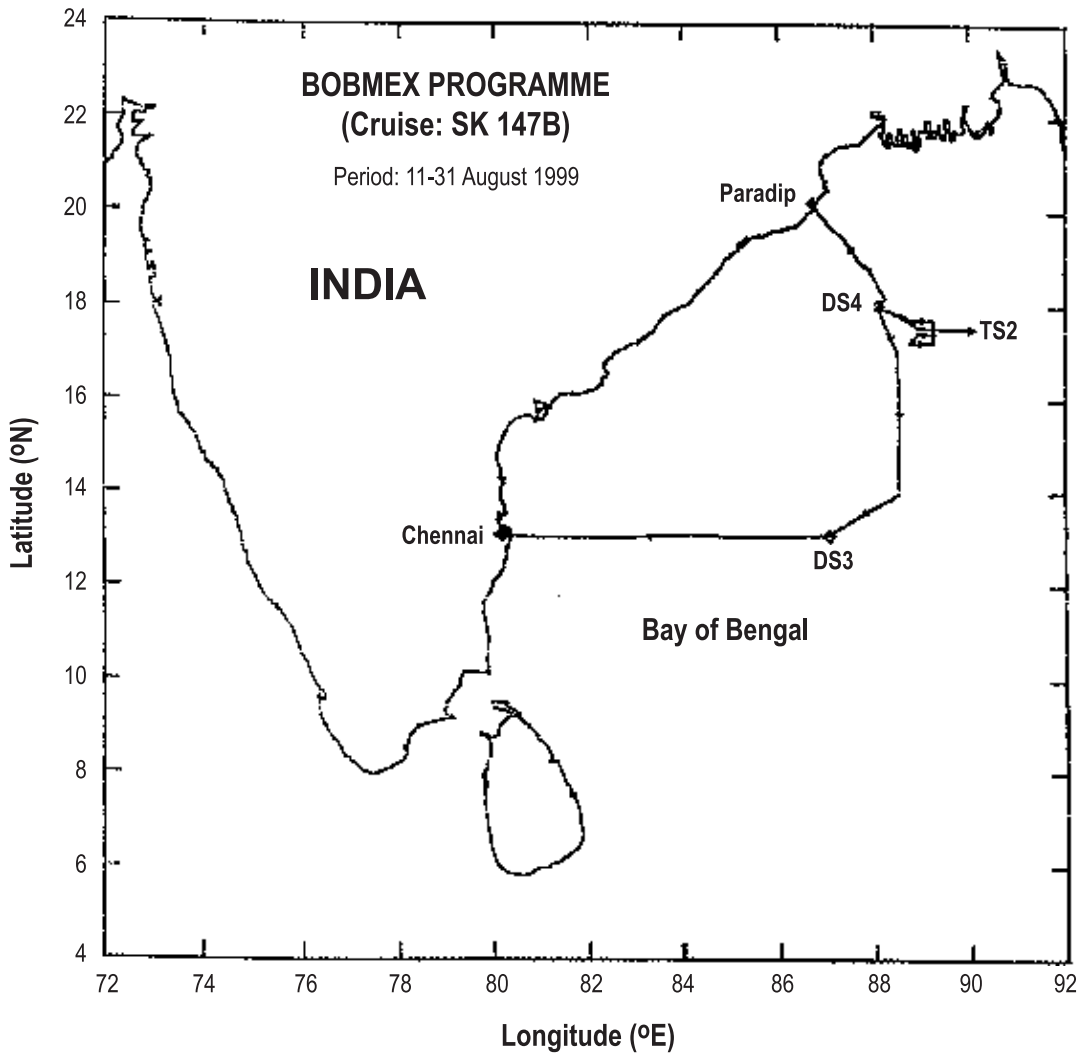 BOBMEX PROGRAMME
(Cruise: SK 147B)
Period: 11-31 August 1999
INDIA
Paradip
DS4
TS2
Chennai
DS3
Bay of Bengal
Latitude (ºN)
24
22
20
18
16
14
12
10
8
6
4
72 74 76 78 80 82 84 86 88 90 92
Longitude (ºE)